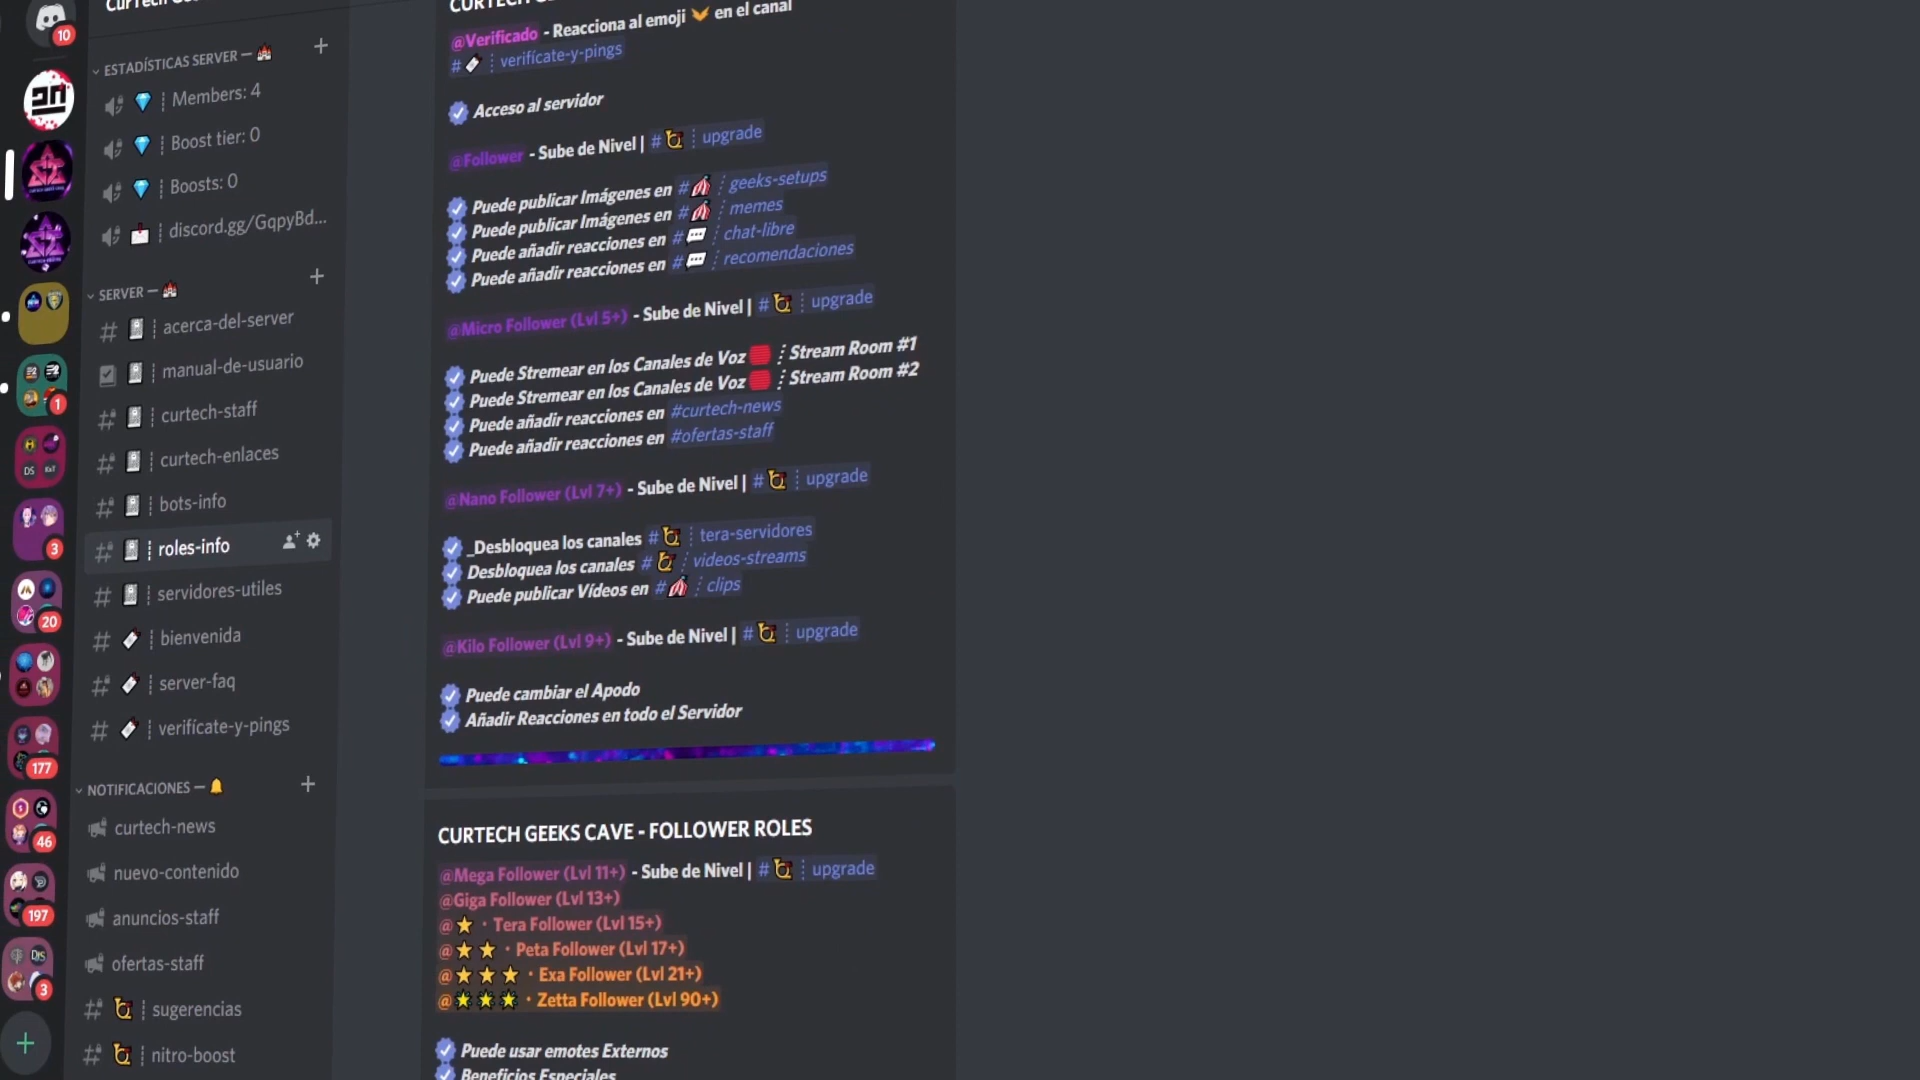 10
ESTADÍSTICAS SERVER –
Members: 4
Boost tier: 0
Boosts: 0
discord.gg/GqpyBd...
SERVER –
# acerca-del-server
manual-de-usuario
# curtech-staff
# curtech-enlaces
# bots-info
# roles-info
# servidores-utiles
# bienvenida
# server-faq
# verifícate-y-pings
NOTIFICACIONES –
curtech-news
nuevo-contenido
anuncios-staff
ofertas-staff
# sugerencias
# nitro-boost
1
DS
3
20
177
46
197
3
@Verificado - Reacciona al emoji en el canal
# verifícate-y-pings
Acceso al servidor
@Follower - Sube de Nivel | # upgrade
Puede publicar Imágenes en # geeks-setups
Puede publicar Imágenes en # memes
Puede añadir reacciones en # chat-libre
Puede añadir reacciones en # recomendaciones
@Micro Follower (Lvl 5+) - Sube de Nivel | # upgrade
Puede Stremear en los Canales de Voz Stream Room #1
Puede Stremear en los Canales de Voz Stream Room #2
Puede añadir reacciones en #curtech-news
Puede añadir reacciones en #ofertas-staff
@Nano Follower (Lvl 7+) - Sube de Nivel | # upgrade
_Desbloquea los canales # tera-servidores
Desbloquea los canales # videos-streams
Puede publicar Vídeos en # clips
@Kilo Follower (Lvl 9+) - Sube de Nivel | # upgrade
Puede cambiar el Apodo
Añadir Reacciones en todo el Servidor
CURTECH GEEKS CAVE - FOLLOWER ROLES
@Mega Follower (Lvl 11+) - Sube de Nivel | # upgrade
@Giga Follower (Lvl 13+)
@⭐ · Tera Follower (Lvl 15+)
@⭐⭐ · Peta Follower (Lvl 17+)
@⭐⭐⭐ · Exa Follower (Lvl 21+)
@🌟🌟🌟 · Zetta Follower (Lvl 90+)
Puede usar emotes Externos
Beneficios Especiales